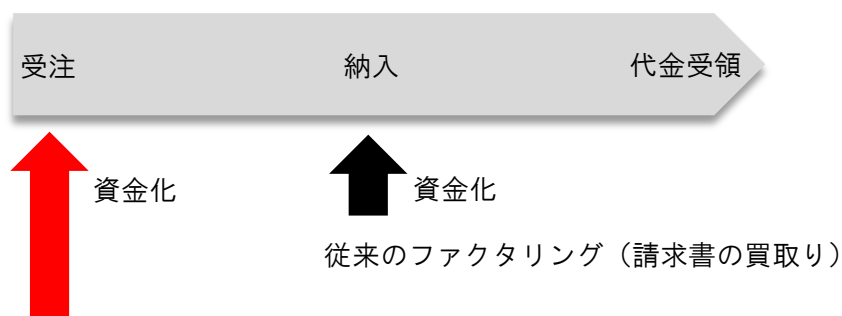 受注
納入
代金受領
資金化
資金化
従来のファクタリング（請求書の買取り）